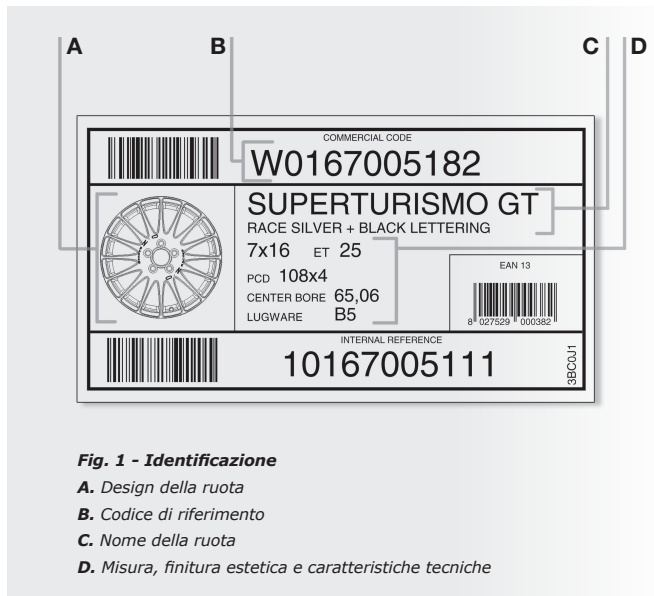 A B C D
COMMERCIAL CODE
W0167005182
SUPERTURISMO GT
RACE SILVER + BLACK LETTERING
7x16 ET 25
PCD 108x4
CENTER BORE 65,06
LUGWARE B5
EAN 13
8 027529 000382
INTERNAL REFERENCE
10167005111
3BC0J1
Fig. 1 - Identificazione
A. Design della ruota
B. Codice di riferimento
C. Nome della ruota
D. Misura, finitura estetica e caratteristiche tecniche